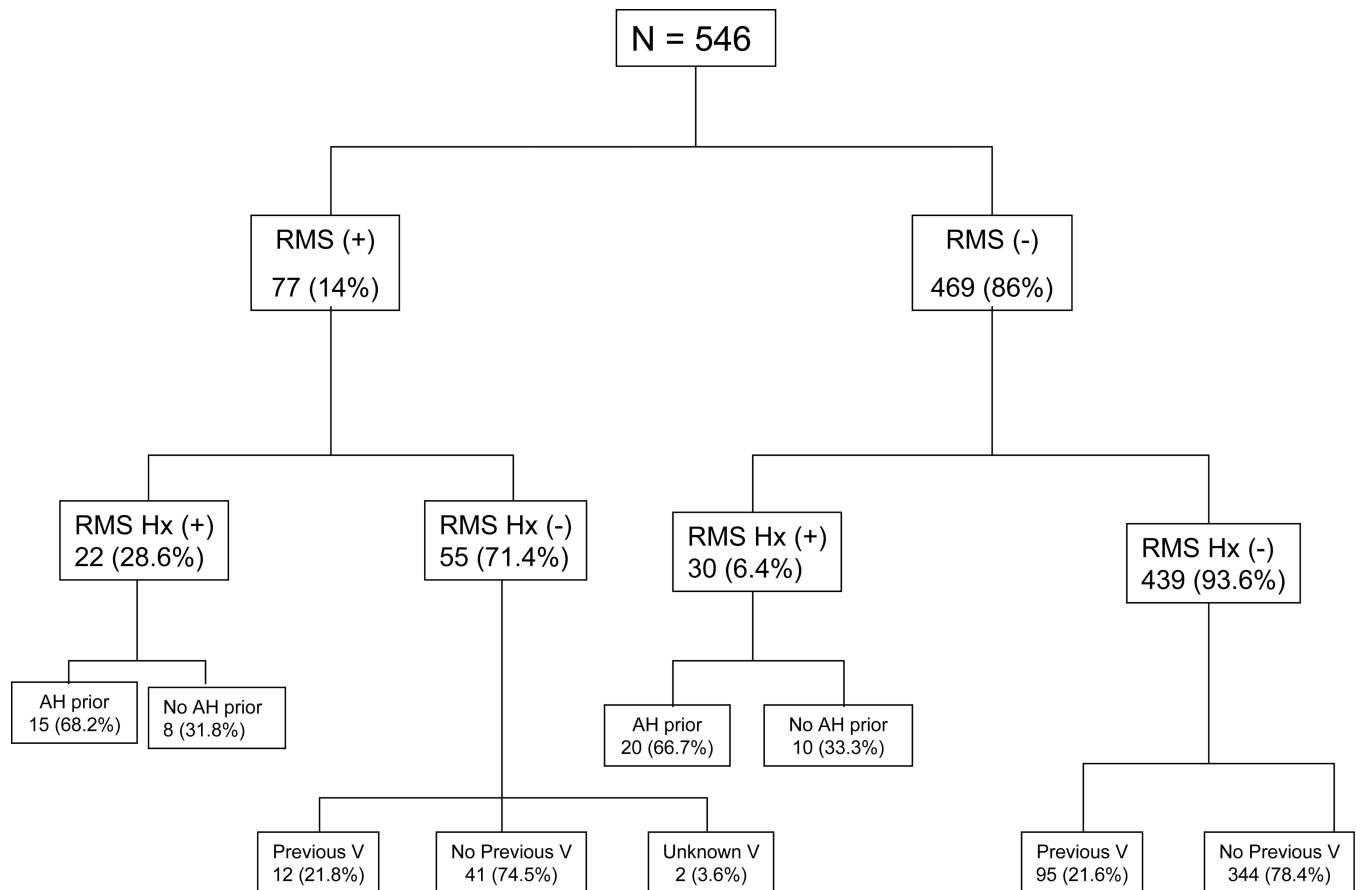 N = 546
RMS (+)
77 (14%)
RMS (-)
469 (86%)
RMS Hx (+)
22 (28.6%)
RMS Hx (-)
55 (71.4%)
RMS Hx (+)
30 (6.4%)
RMS Hx (-)
439 (93.6%)
AH prior
15 (68.2%)
No AH prior
8 (31.8%)
AH prior
20 (66.7%)
No AH prior
10 (33.3%)
Previous V
12 (21.8%)
No Previous V
41 (74.5%)
Unknown V
2 (3.6%)
Previous V
95 (21.6%)
No Previous V
344 (78.4%)